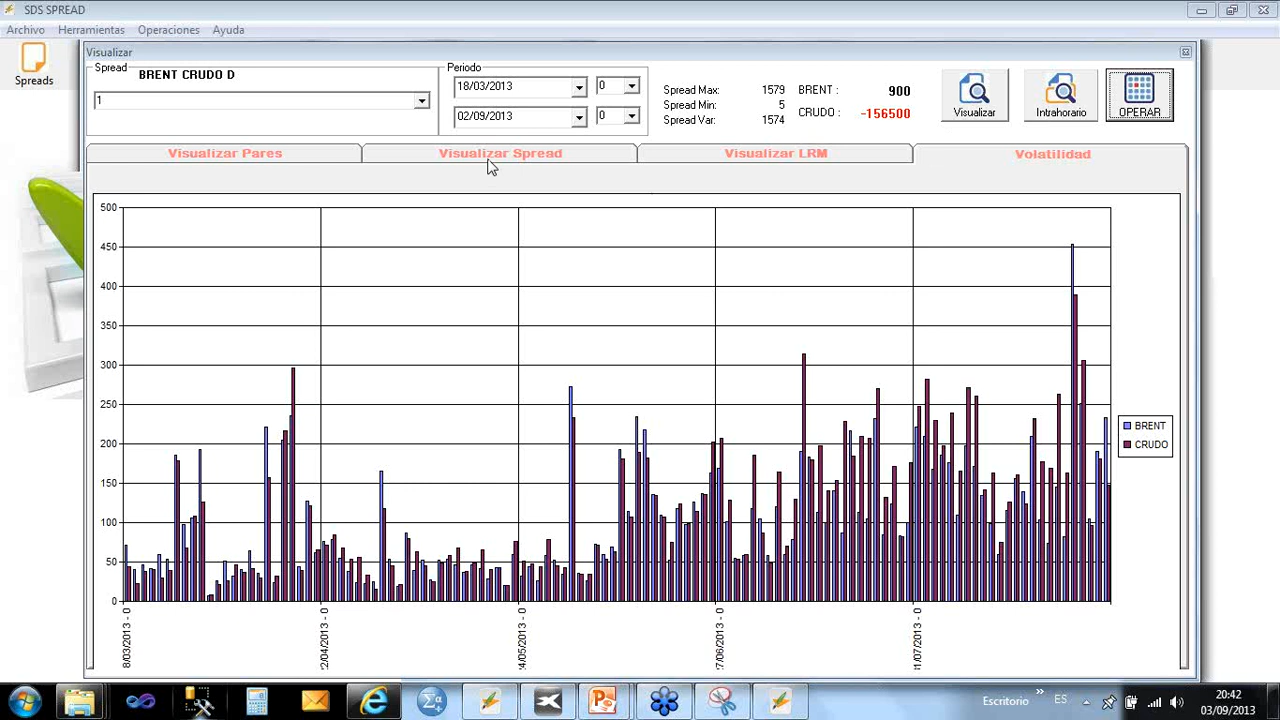 SDS SPREAD
Archivo Herramientas Operaciones Ayuda
Spreads
Visualizar
Spread
BRENT CRUDO D
1
Periodo
18/03/2013 0
02/09/2013 0
Spread Max: 1579
Spread Min: 5
Spread Var: 1574
BRENT : 900
CRUDO : -156500
Visualizar
Intrahorario
OPERAR
Visualizar Pares
Visualizar Spread
Visualizar LRM
Volatilidad
500
450
400
350
300
250
200
150
100
50
0
BRENT
CRUDO
8/03/2013 - 0
2/04/2013 - 0
4/05/2013 - 0
7/06/2013 - 0
1/07/2013 - 0
Escritorio
ES
20:42
03/09/2013